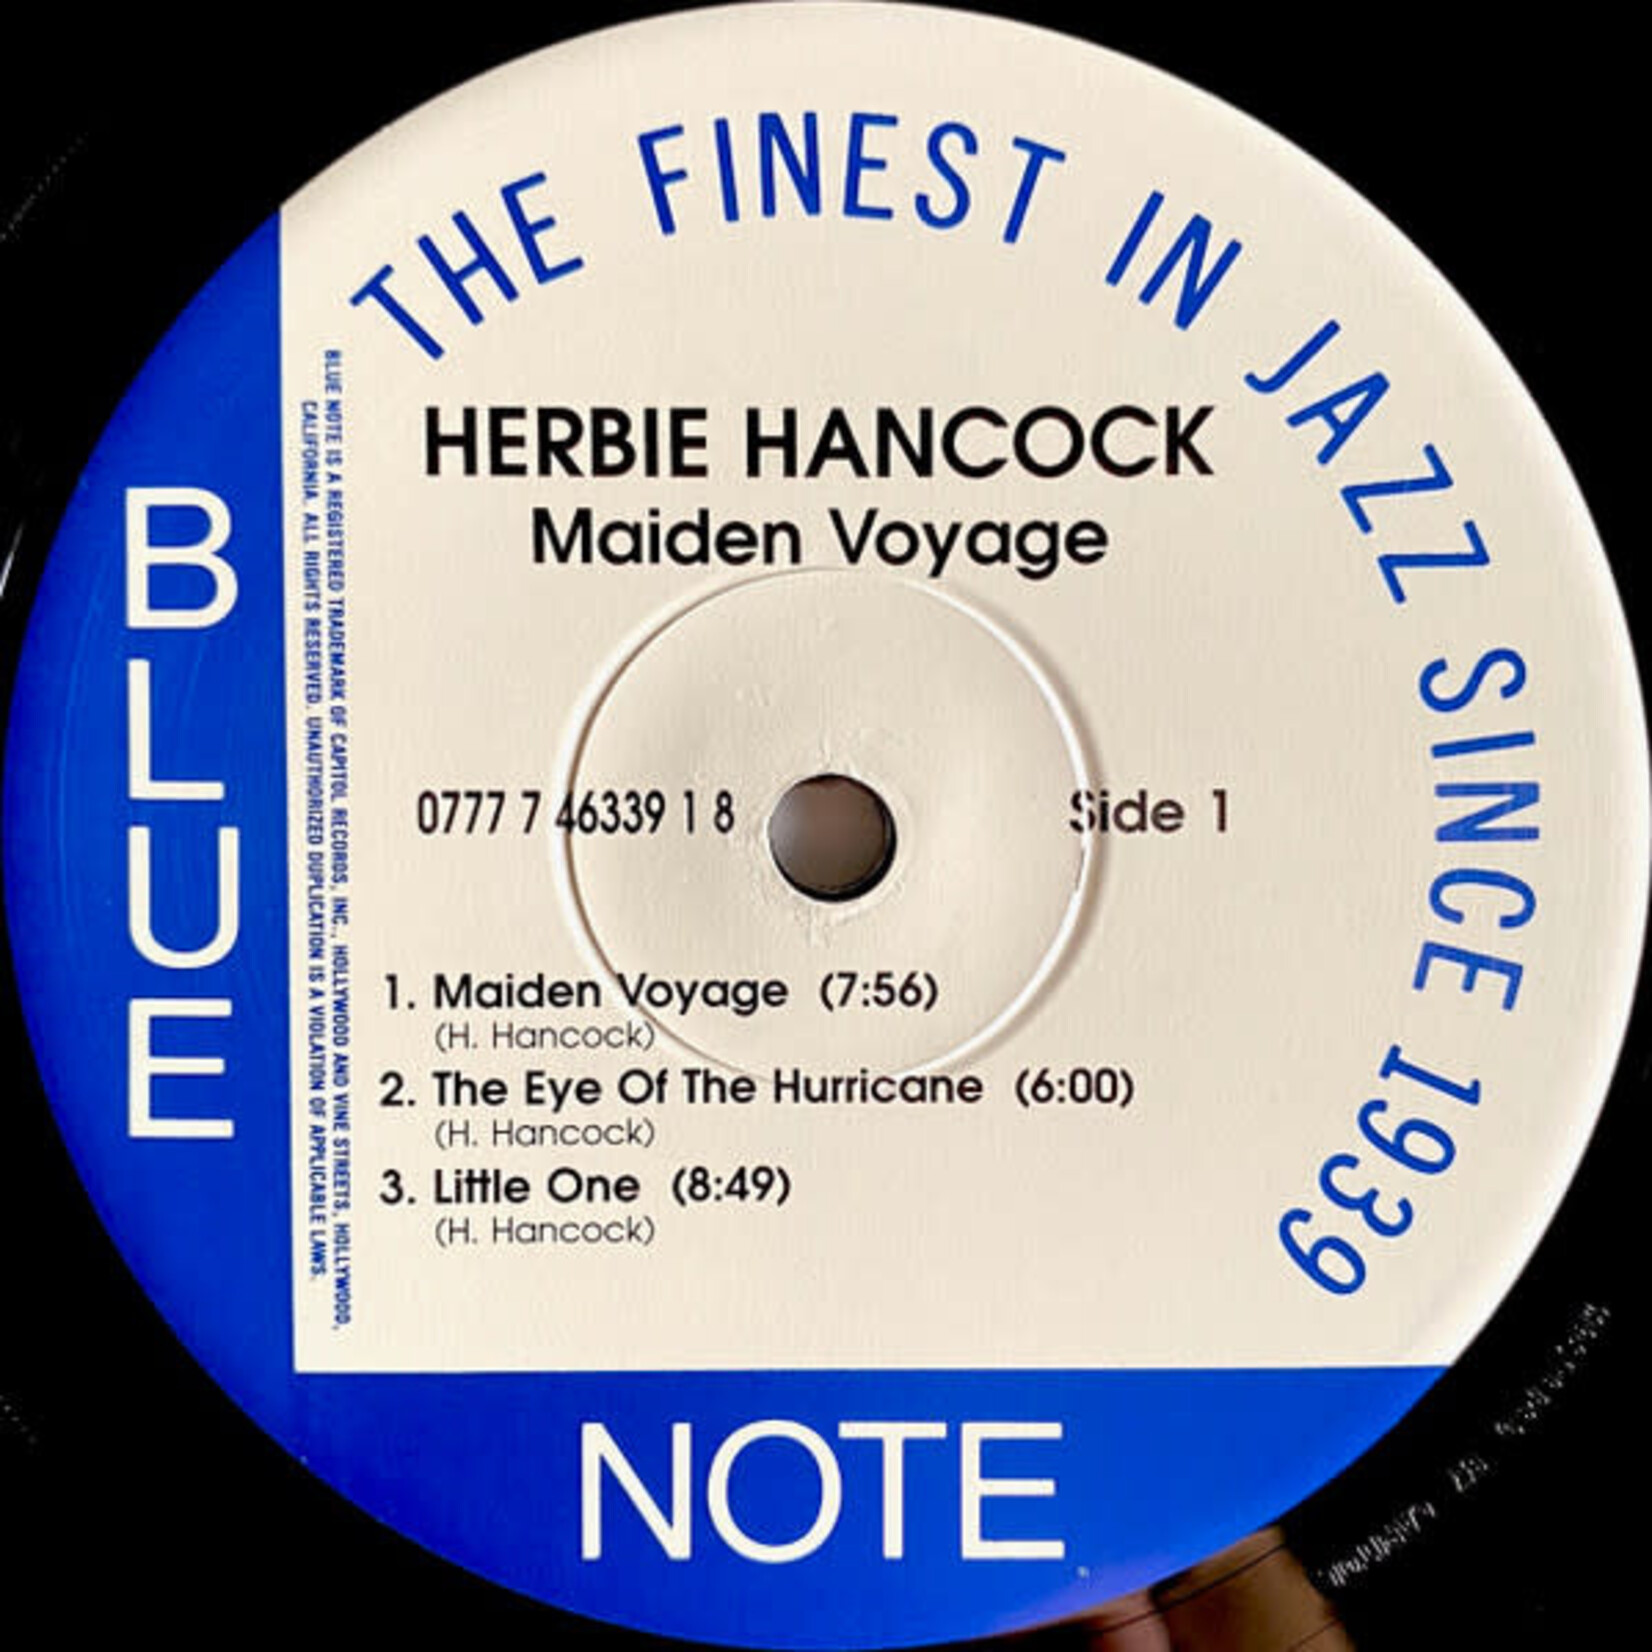 THE FINEST IN JAZZ SINCE 1939
HERBIE HANCOCK
Maiden Voyage
0777 7 46339 1 8
Side 1
1. Maiden Voyage (7:56)
(H. Hancock)
2. The Eye Of The Hurricane (6:00)
(H. Hancock)
3. Little One (8:49)
(H. Hancock)
BLUE
NOTE
BLUE NOTE IS A REGISTERED TRADEMARK OF CAPITOL RECORDS, INC., HOLLYWOOD AND VINE STREETS, HOLLYWOOD,
CALIFORNIA. ALL RIGHTS RESERVED. UNAUTHORIZED DUPLICATION IS A VIOLATION OF APPLICABLE LAWS.